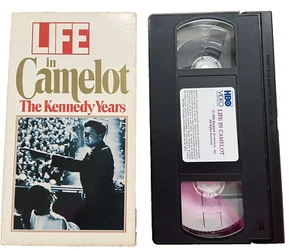 LIFE
in
Camelot
The Kennedy Years
HBO
VIDEO
LIFE IN CAMELOT